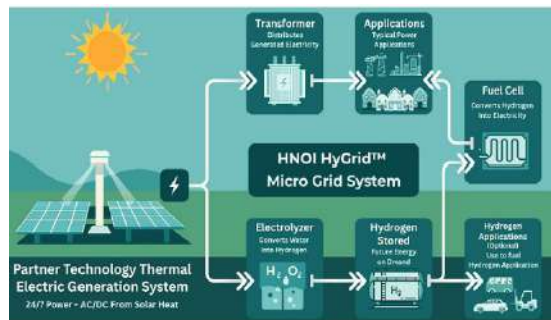 Transformer
Distributes
Generated Electricity
Applications
Typical Power
Applications
Fuel Cell
Converts Hydrogen
Into Electricity
HNOI HyGrid™
Micro Grid System
Electrolyzer
Converts Water
Into Hydrogen
H₂ O₂
Hydrogen
Stored
Future Energy
on Demand
H₂
Hydrogen
Applications
(Optional)
Use to fuel
Hydrogen Application
Partner Technology Thermal
Electric Generation System
24/7 Power - AC/DC From Solar Heat